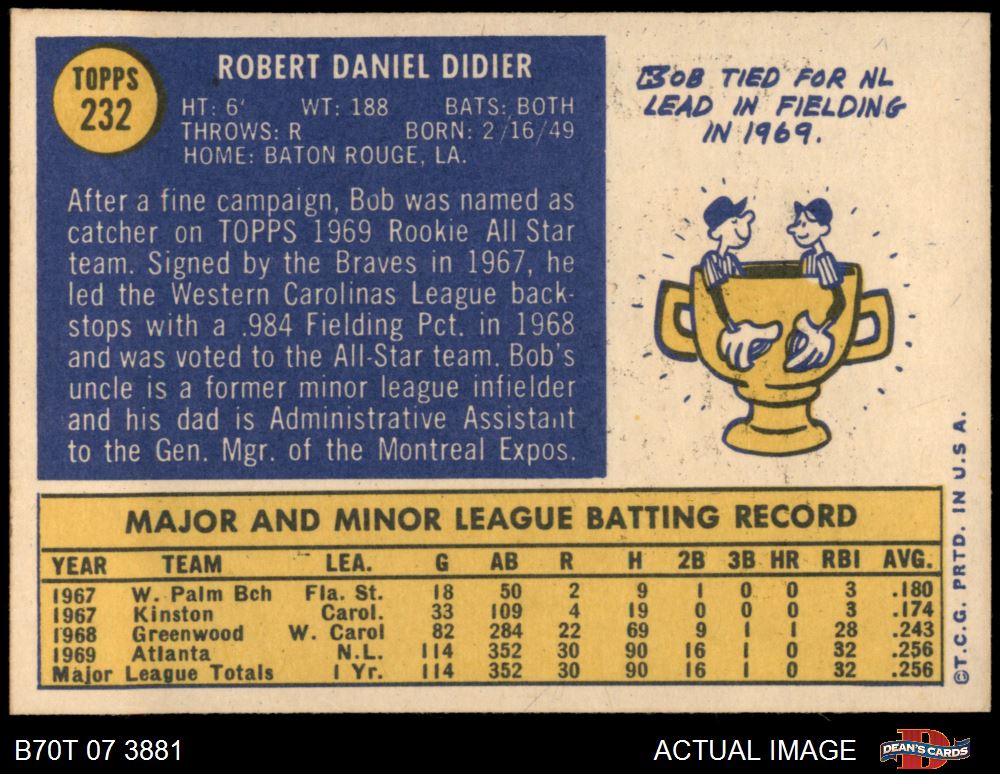 TOPPS
232
ROBERT DANIEL DIDIER
HT: 6' WT: 188 BATS: BOTH
THROWS: R BORN: 2/16/49
HOME: BATON ROUGE, LA.
After a fine campaign, Bob was named as
catcher on TOPPS 1969 Rookie All Star
team. Signed by the Braves in 1967, he
led the Western Carolinas League back-
stops with a .984 Fielding Pct. in 1968
and was voted to the All-Star team. Bob's
uncle is a former minor league infielder
and his dad is Administrative Assistant
to the Gen. Mgr. of the Montreal Expos.
BOB TIED FOR NL
LEAD IN FIELDING
IN 1969.
MAJOR AND MINOR LEAGUE BATTING RECORD
YEAR TEAM LEA. G AB R H 2B 3B HR RBI AVG.
1967 W. Palm Bch Fla. St. 18 50 2 9 1 0 0 3 .180
1967 Kinston Carol. 33 109 4 19 0 0 0 3 .174
1968 Greenwood W. Carol 82 284 22 69 9 1 1 28 .243
1969 Atlanta N.L. 114 352 30 90 16 1 0 32 .256
Major League Totals 1 Yr. 114 352 30 90 16 1 0 32 .256
©T.C.G. PRTD. IN U.S A.
B70T 07 3881
ACTUAL IMAGE
B
DEAN'S CARDS